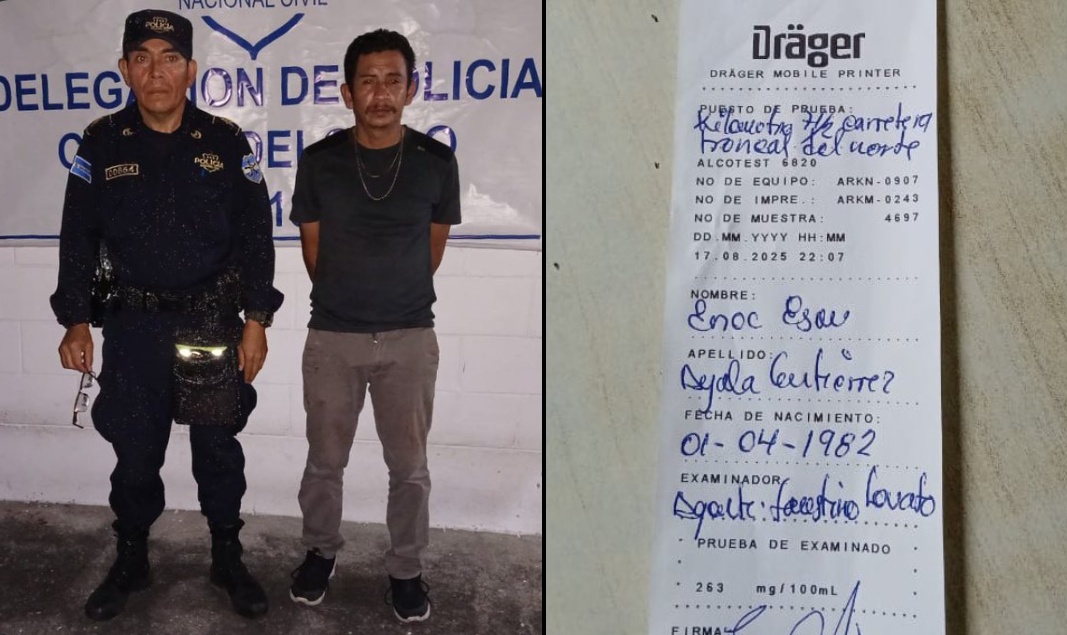 NACIONAL CIVIL
DELEGACION DE POLICIA
POLICIA
POLICIA
00864
Dräger
DRÄGER MOBILE PRINTER
PUESTO DE PRUEBA:
Kilometro carretera
troncal del norte
ALCOTEST 6820
NO DE EQUIPO: ARKN-0907
NO DE IMPRE.: ARKM-0243
NO DE MUESTRA: 4697
DD.MM.YYYY HH:MM
17.08.2025 22:07
NOMBRE:
Enoc Esau
APELLIDO:
Ayala Gutierrez
FECHA DE NACIMIENTO:
01-04-1982
EXAMINADOR
Agente: Faustino Lovato
PRUEBA DE EXAMINADO
263 mg/100mL
FIRMA